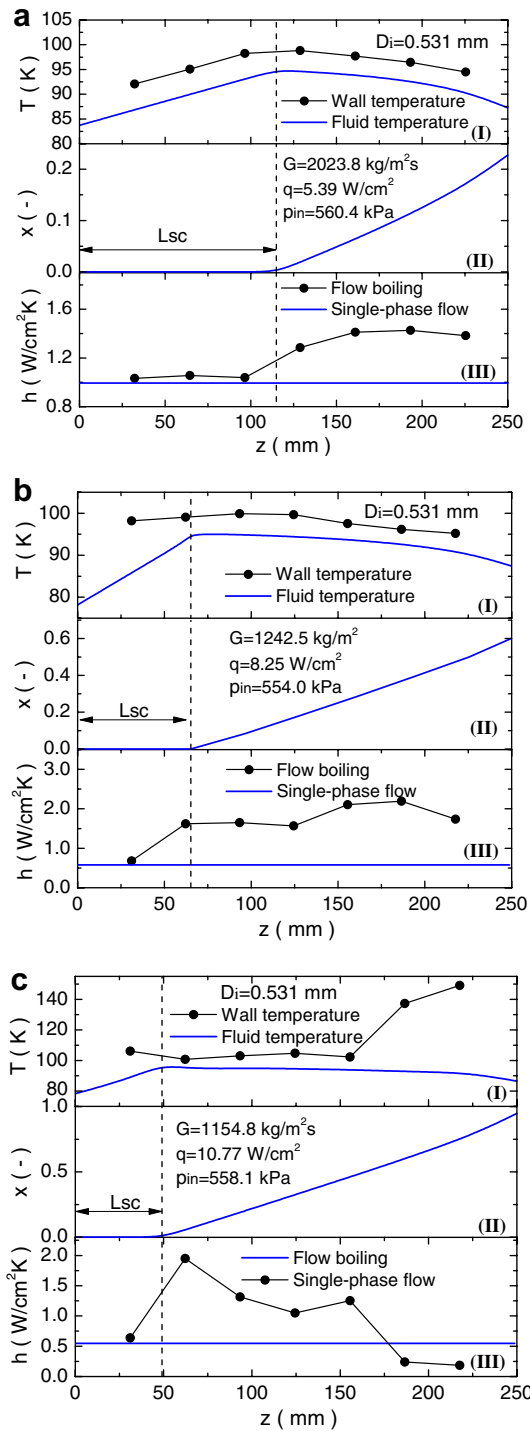 a
105
100
95
90
85
80
T (K)
Di=0.531 mm
Wall temperature
Fluid temperature
(I)
0.2
0.1
0.0
x (-)
G=2023.8 kg/m²s
q=5.39 W/cm²
pin=560.4 kPa
Lsc
(II)
1.6
1.2
0.8
h ( W/cm²K )
Flow boiling
Single-phase flow
(III)
0 50 100 150 200 250
z ( mm )
b
100
90
80
T (K)
Di=0.531 mm
Wall temperature
Fluid temperature
(I)
0.6
0.4
0.2
0.0
x (-)
G=1242.5 kg/m²
q=8.25 W/cm²
pin=554.0 kPa
Lsc
(II)
3.0
2.0
1.0
0.0
h ( W/cm²K )
Flow boiling
Single-phase flow
(III)
0 50 100 150 200 250
z ( mm )
c
140
120
100
80
T (K)
Di=0.531 mm
Wall temperature
Fluid temperature
(I)
1.0
0.5
0.0
x (-)
G=1154.8 kg/m²s
q=10.77 W/cm²
pin=558.1 kPa
Lsc
(II)
2.0
1.5
1.0
0.5
0.0
h ( W/cm²K )
Flow boiling
Single-phase flow
(III)
0 50 100 150 200 250
z ( mm )